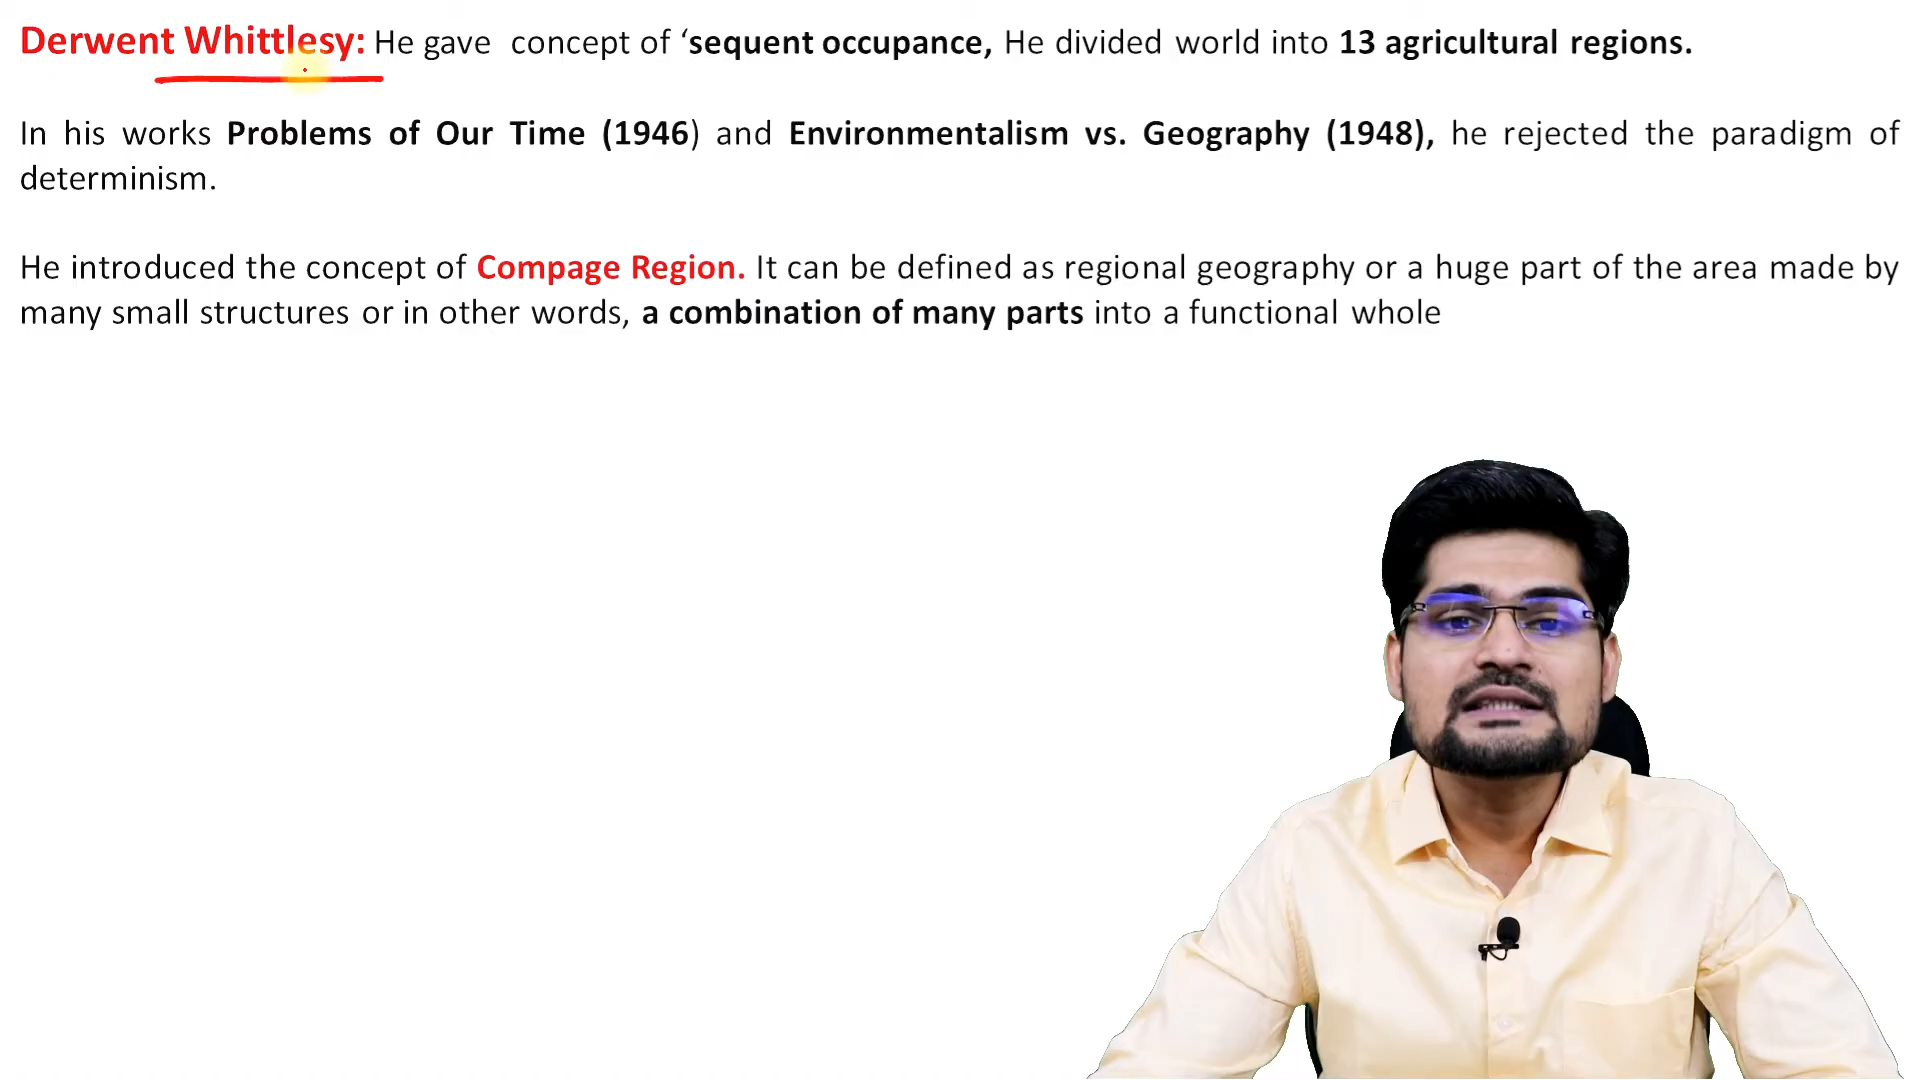 Derwent Whittlesy: He gave concept of ‘sequent occupance, He divided world into 13 agricultural regions.
In his works Problems of Our Time (1946) and Environmentalism vs. Geography (1948), he rejected the paradigm of
determinism.
He introduced the concept of Compage Region. It can be defined as regional geography or a huge part of the area made by
many small structures or in other words, a combination of many parts into a functional whole